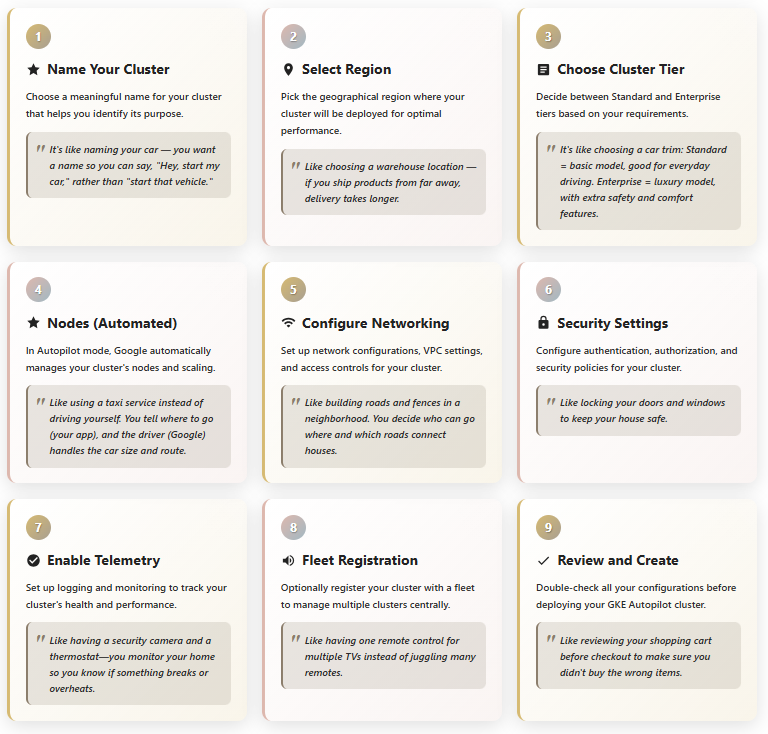 1
Name Your Cluster
Choose a meaningful name for your cluster
that helps you identify its purpose.
" It's like naming your car — you want
a name so you can say, "Hey, start my
car," rather than "start that vehicle."
2
Select Region
Pick the geographical region where your
cluster will be deployed for optimal
performance.
" Like choosing a warehouse location —
if you ship products from far away,
delivery takes longer.
3
Choose Cluster Tier
Decide between Standard and Enterprise
tiers based on your requirements.
" It's like choosing a car trim: Standard
= basic model, good for everyday
driving. Enterprise = luxury model,
with extra safety and comfort
features.
4
Nodes (Automated)
In Autopilot mode, Google automatically
manages your cluster's nodes and scaling.
" Like using a taxi service instead of
driving yourself. You tell where to go
(your app), and the driver (Google)
handles the car size and route.
5
Configure Networking
Set up network configurations, VPC settings,
and access controls for your cluster.
" Like building roads and fences in a
neighborhood. You decide who can go
where and which roads connect
houses.
6
Security Settings
Configure authentication, authorization, and
security policies for your cluster.
" Like locking your doors and windows
to keep your house safe.
7
Enable Telemetry
Set up logging and monitoring to track your
cluster's health and performance.
" Like having a security camera and a
thermostat—you monitor your home
so you know if something breaks or
overheats.
8
Fleet Registration
Optionally register your cluster with a fleet
to manage multiple clusters centrally.
" Like having one remote control for
multiple TVs instead of juggling many
remotes.
9
Review and Create
Double-check all your configurations before
deploying your GKE Autopilot cluster.
" Like reviewing your shopping cart
before checkout to make sure you
didn't buy the wrong items.